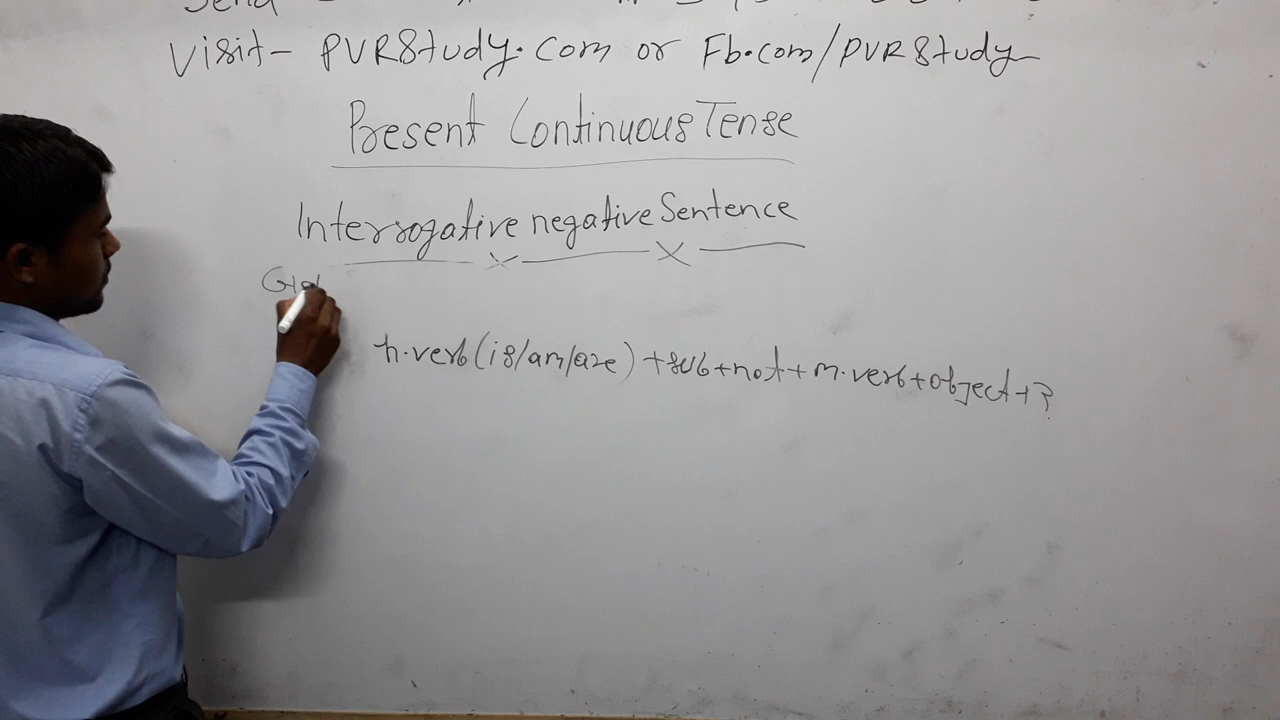 Send
Visit- PVRStudy.com or Fb.com/PVRStudy
Present Continuous Tense
Interrogative negative Sentence
h.verb(is/am/are)+sub+not+m.verb+object+?